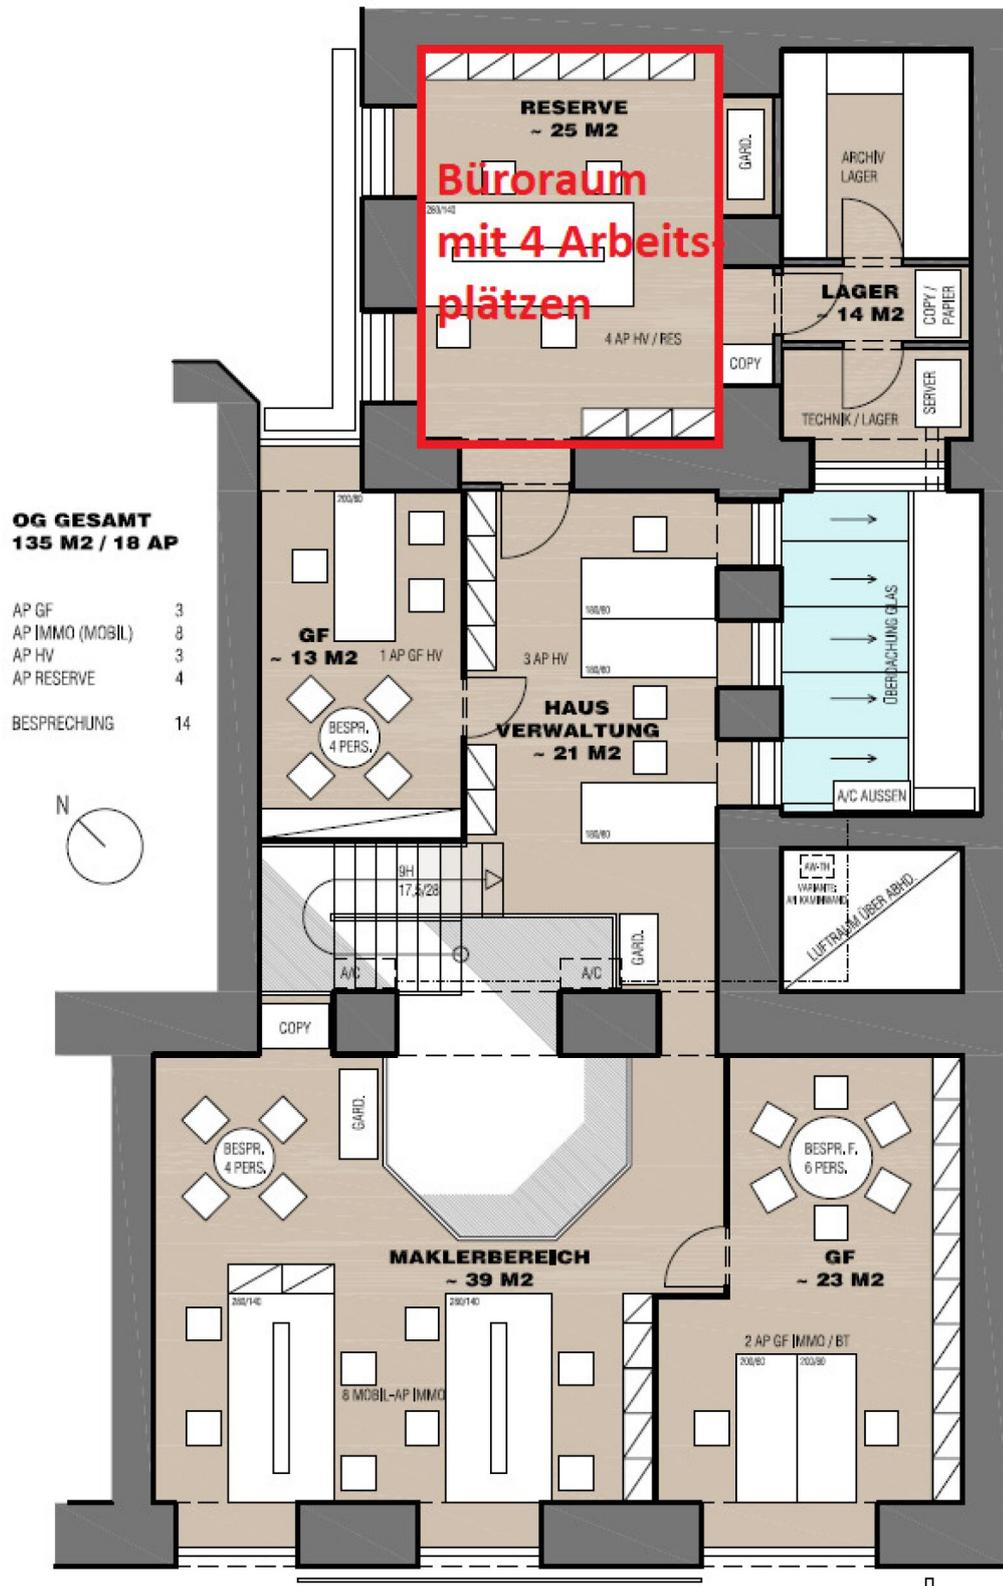 RESERVE
~ 25 M2
Büroraum
mit 4 Arbeits-
plätzen
280/140
4 AP HV / RES
GARD.
ARCHIV
LAGER
LAGER
~ 14 M2
COPY /
PAPIER
COPY
SERVER
TECHNIK / LAGER
OG GESAMT
135 M2 / 18 AP
AP GF 3
AP IMMO (MOBIL) 8
AP HV 3
AP RESERVE 4
BESPRECHUNG 14
N
200/80
GF
~ 13 M2
1 AP GF HV
BESPR.
4 PERS.
180/80
180/80
3 AP HV
HAUS
VERWALTUNG
~ 21 M2
180/80
ÜBERDACHUNG GLAS
A/C AUSSEN
9H
17,5/28
A/C
A/C
GARD.
VARIANTE:
AN KAMINWAND
LUFTRAUM ÜBER ABHD.
COPY
GARD.
BESPR.
4 PERS.
BESPR. F.
6 PERS.
MAKLERBEREICH
~ 39 M2
GF
~ 23 M2
280/140
280/140
8 MOBIL-AP IMMO
2 AP GF IMMO / BT
200/80
200/80